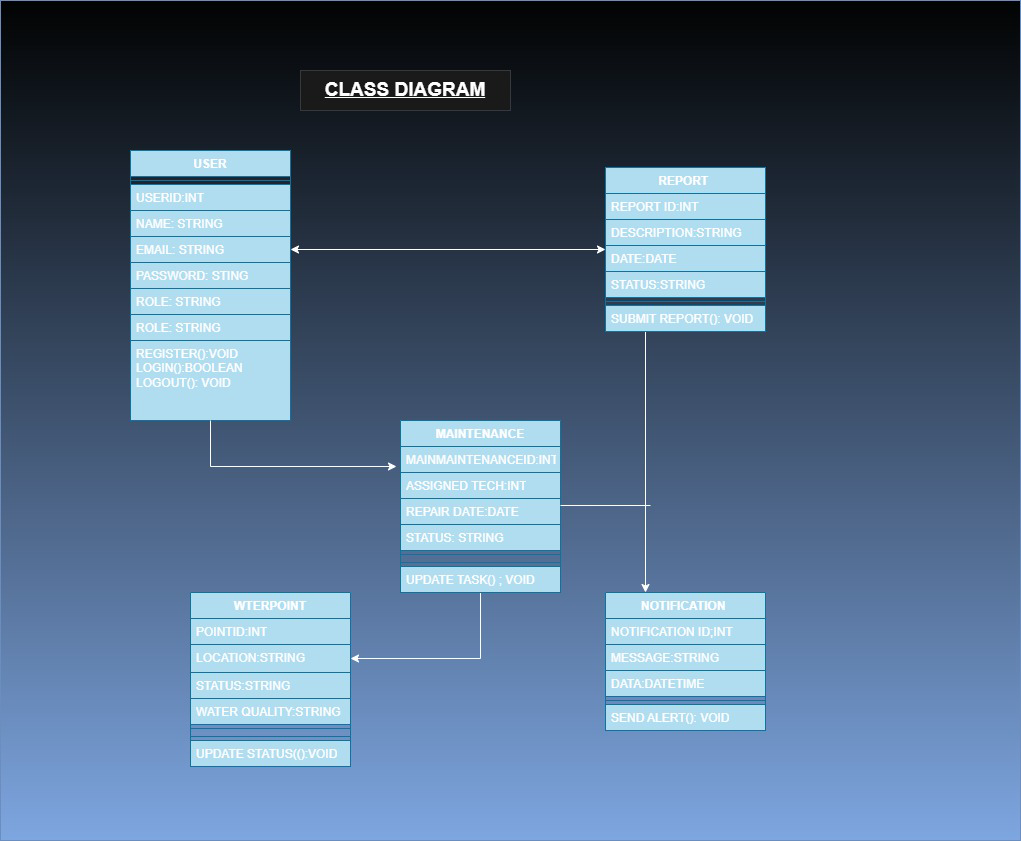 CLASS DIAGRAM
USER
USERID:INT
NAME: STRING
EMAIL: STRING
PASSWORD: STING
ROLE: STRING
ROLE: STRING
REGISTER():VOID
LOGIN():BOOLEAN
LOGOUT(): VOID
REPORT
REPORT ID:INT
DESCRIPTION:STRING
DATE:DATE
STATUS:STRING
SUBMIT REPORT(): VOID
MAINTENANCE
MAINMAINTENANCEID:INT
ASSIGNED TECH:INT
REPAIR DATE:DATE
STATUS: STRING
UPDATE TASK() ; VOID
WTERPOINT
POINTID:INT
LOCATION:STRING
STATUS:STRING
WATER QUALITY:STRING
UPDATE STATUS(():VOID
NOTIFICATION
NOTIFICATION ID;INT
MESSAGE:STRING
DATA:DATETIME
SEND ALERT(): VOID